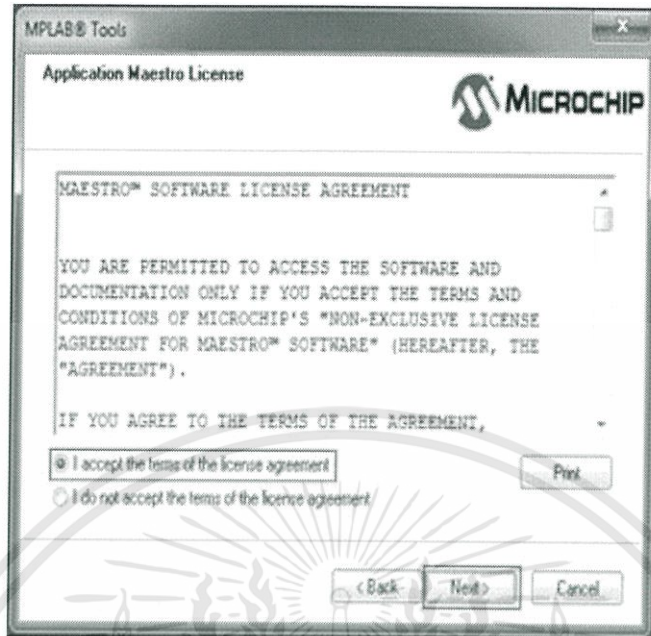 MPLAB® Tools
Application Maestro License
MICROCHIP
MAESTRO™ SOFTWARE LICENSE AGREEMENT
YOU ARE PERMITTED TO ACCESS THE SOFTWARE AND
DOCUMENTATION ONLY IF YOU ACCEPT THE TERMS AND
CONDITIONS OF MICROCHIP'S "NON-EXCLUSIVE LICENSE
AGREEMENT FOR MAESTRO™ SOFTWARE" (HEREAFTER, THE
"AGREEMENT").
IF YOU AGREE TO THE TERMS OF THE AGREEMENT,
I accept the terms of the license agreement
Print
I do not accept the terms of the license agreement
< Back
Next >
Cancel